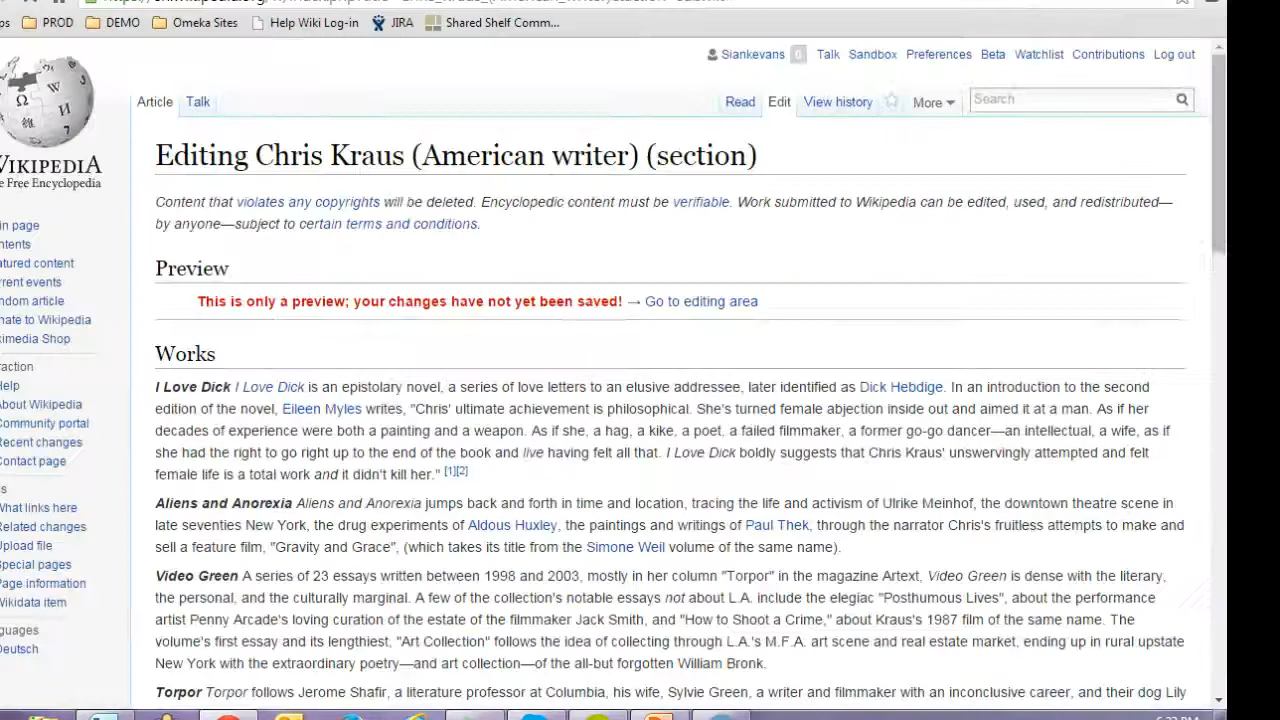 PROD DEMO Omeka Sites Help Wiki Log-in JIRA Shared Shelf Comm...
Siankevans 0 Talk Sandbox Preferences Beta Watchlist Contributions Log out
Article Talk Read Edit View history More Search
WIKIPEDIA
e Free Encyclopedia
Editing Chris Kraus (American writer) (section)
Content that violates any copyrights will be deleted. Encyclopedic content must be verifiable. Work submitted to Wikipedia can be edited, used, and redistributed—
by anyone—subject to certain terms and conditions.
in page
ntents
atured content
rrent events
ndom article
nate to Wikipedia
kimedia Shop
raction
Help
About Wikipedia
Community portal
Recent changes
Contact page
s
What links here
Related changes
Upload file
Special pages
Page information
Wikidata item
guages
Deutsch
Preview
This is only a preview; your changes have not yet been saved! → Go to editing area
Works
I Love Dick I Love Dick is an epistolary novel, a series of love letters to an elusive addressee, later identified as Dick Hebdige. In an introduction to the second
edition of the novel, Eileen Myles writes, "Chris' ultimate achievement is philosophical. She's turned female abjection inside out and aimed it at a man. As if her
decades of experience were both a painting and a weapon. As if she, a hag, a kike, a poet, a failed filmmaker, a former go-go dancer—an intellectual, a wife, as if
she had the right to go right up to the end of the book and live having felt all that. I Love Dick boldly suggests that Chris Kraus' unswervingly attempted and felt
female life is a total work and it didn't kill her." [1][2]
Aliens and Anorexia Aliens and Anorexia jumps back and forth in time and location, tracing the life and activism of Ulrike Meinhof, the downtown theatre scene in
late seventies New York, the drug experiments of Aldous Huxley, the paintings and writings of Paul Thek, through the narrator Chris's fruitless attempts to make and
sell a feature film, "Gravity and Grace", (which takes its title from the Simone Weil volume of the same name).
Video Green A series of 23 essays written between 1998 and 2003, mostly in her column "Torpor" in the magazine Artext, Video Green is dense with the literary,
the personal, and the culturally marginal. A few of the collection's notable essays not about L.A. include the elegiac "Posthumous Lives", about the performance
artist Penny Arcade's loving curation of the estate of the filmmaker Jack Smith, and "How to Shoot a Crime," about Kraus's 1987 film of the same name. The
volume's first essay and its lengthiest, "Art Collection" follows the idea of collecting through L.A.'s M.F.A. art scene and real estate market, ending up in rural upstate
New York with the extraordinary poetry—and art collection—of the all-but forgotten William Bronk.
Torpor Torpor follows Jerome Shafir, a literature professor at Columbia, his wife, Sylvie Green, a writer and filmmaker with an inconclusive career, and their dog Lily